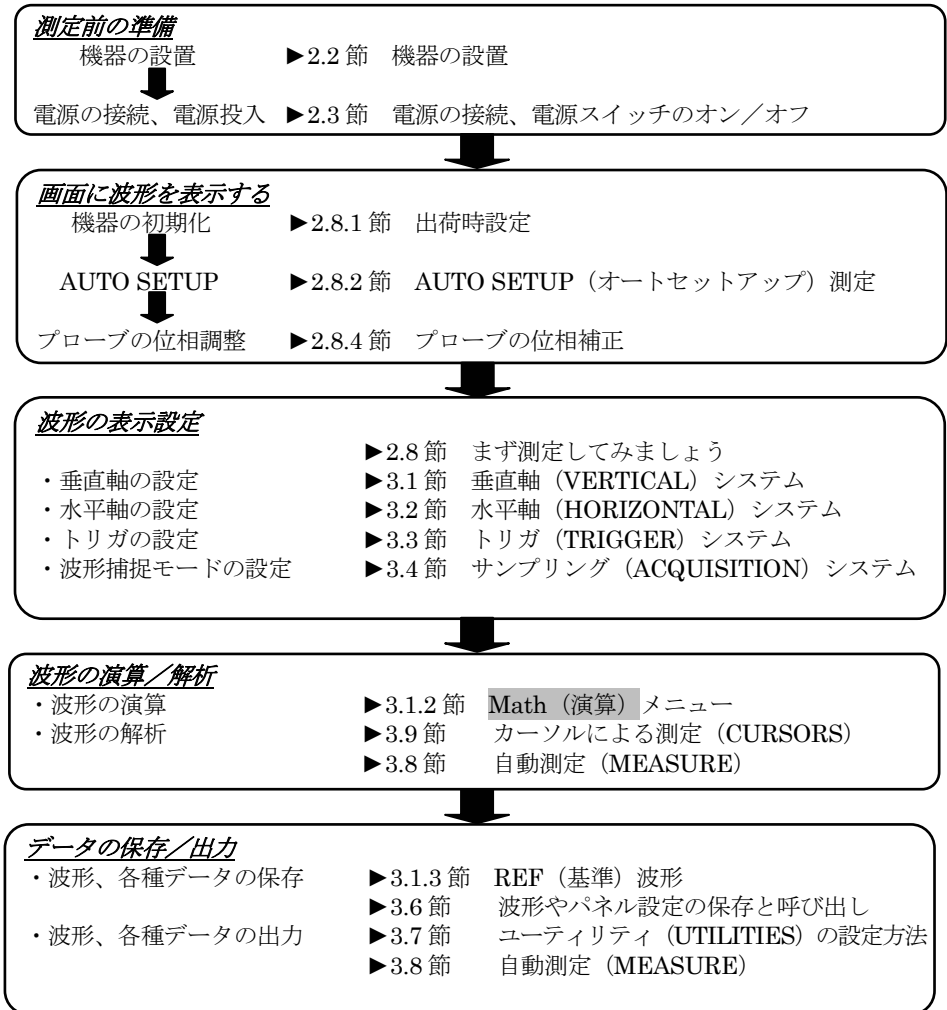 測定前の準備
機器の設置 ►2.2 節 機器の設置
電源の接続、電源投入 ►2.3 節 電源の接続、電源スイッチのオン／オフ
画面に波形を表示する
機器の初期化 ►2.8.1 節 出荷時設定
AUTO SETUP ►2.8.2 節 AUTO SETUP（オートセットアップ）測定
プローブの位相調整 ►2.8.4 節 プローブの位相補正
波形の表示設定
►2.8 節 まず測定してみましょう
・垂直軸の設定 ►3.1 節 垂直軸（VERTICAL）システム
・水平軸の設定 ►3.2 節 水平軸（HORIZONTAL）システム
・トリガの設定 ►3.3 節 トリガ（TRIGGER）システム
・波形捕捉モードの設定 ►3.4 節 サンプリング（ACQUISITION）システム
波形の演算／解析
・波形の演算 ►3.1.2 節 Math（演算）メニュー
・波形の解析 ►3.9 節 カーソルによる測定（CURSORS）
►3.8 節 自動測定（MEASURE）
データの保存／出力
・波形、各種データの保存 ►3.1.3 節 REF（基準）波形
►3.6 節 波形やパネル設定の保存と呼び出し
・波形、各種データの出力 ►3.7 節 ユーティリティ（UTILITIES）の設定方法
►3.8 節 自動測定（MEASURE）